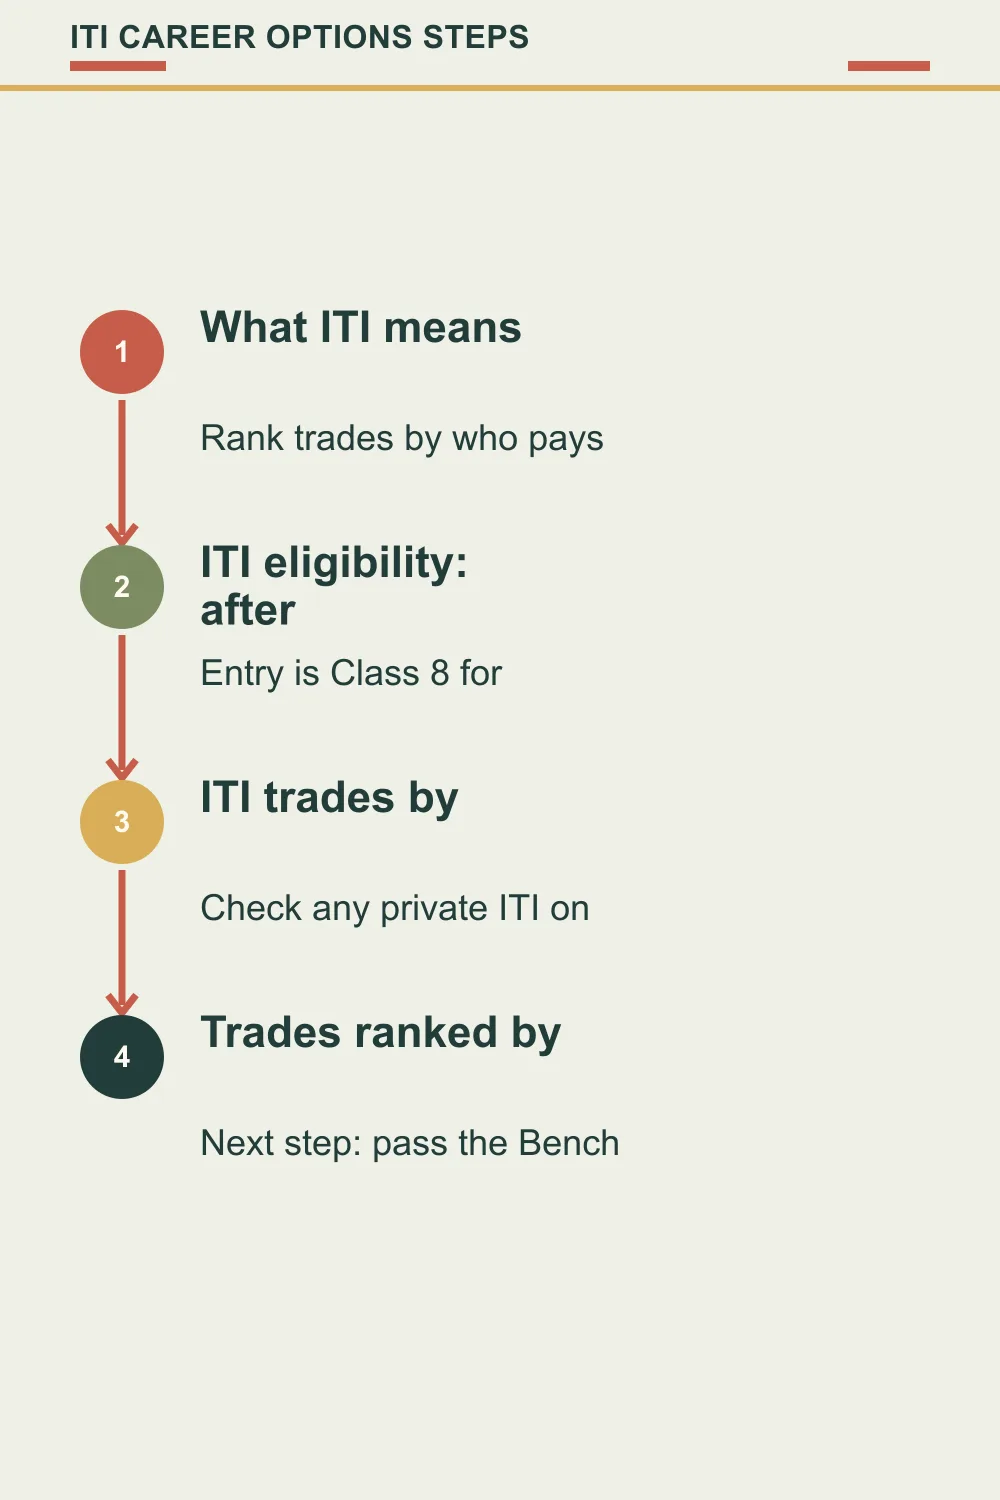 ITI CAREER OPTIONS STEPS
1
What ITI means
Rank trades by who pays
2
ITI eligibility:
after
Entry is Class 8 for
3
ITI trades by
Check any private ITI on
4
Trades ranked by
Next step: pass the Bench